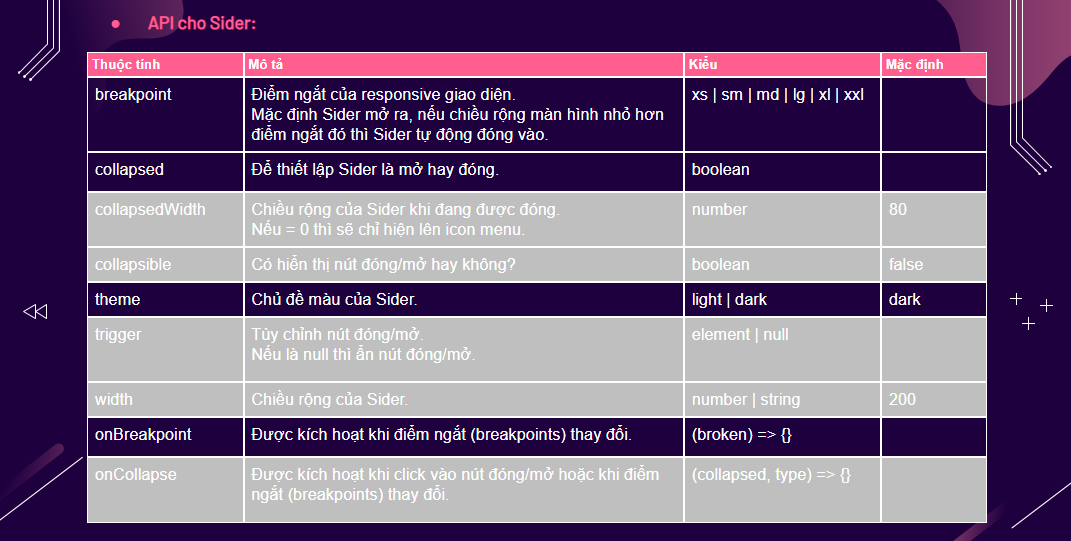 API cho Sider:
Thuộc tính Mô tả Kiểu Mặc định
breakpoint Điểm ngắt của responsive giao diện. xs | sm | md | lg | xl | xxl
Mặc định Sider mở ra, nếu chiều rộng màn hình nhỏ hơn
điểm ngắt đó thì Sider tự động đóng vào.
collapsed Để thiết lập Sider là mở hay đóng. boolean
collapsedWidth Chiều rộng của Sider khi đang được đóng. number 80
Nếu = 0 thì sẽ chỉ hiện lên icon menu.
collapsible Có hiển thị nút đóng/mở hay không? boolean false
theme Chủ đề màu của Sider. light | dark dark
trigger Tùy chỉnh nút đóng/mở. element | null
Nếu là null thì ẩn nút đóng/mở.
width Chiều rộng của Sider. number | string 200
onBreakpoint Được kích hoạt khi điểm ngắt (breakpoints) thay đổi. (broken) => {}
onCollapse Được kích hoạt khi click vào nút đóng/mở hoặc khi điểm (collapsed, type) => {}
ngắt (breakpoints) thay đổi.